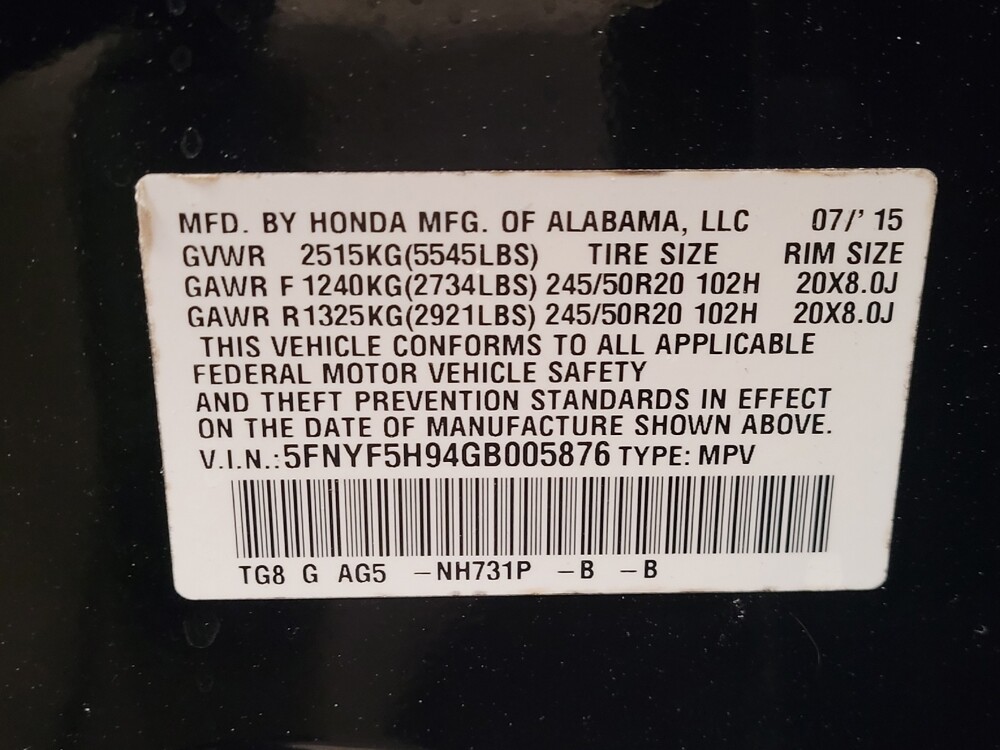 MFD. BY HONDA MFG. OF ALABAMA, LLC 07/' 15
GVWR 2515KG(5545LBS) TIRE SIZE RIM SIZE
GAWR F 1240KG(2734LBS) 245/50R20 102H 20X8.0J
GAWR R 1325KG(2921LBS) 245/50R20 102H 20X8.0J
THIS VEHICLE CONFORMS TO ALL APPLICABLE
FEDERAL MOTOR VEHICLE SAFETY
AND THEFT PREVENTION STANDARDS IN EFFECT
ON THE DATE OF MANUFACTURE SHOWN ABOVE.
V.I.N.: 5FNYF5H94GB005876 TYPE: MPV
TG8 G AG5 –NH731P –B –B